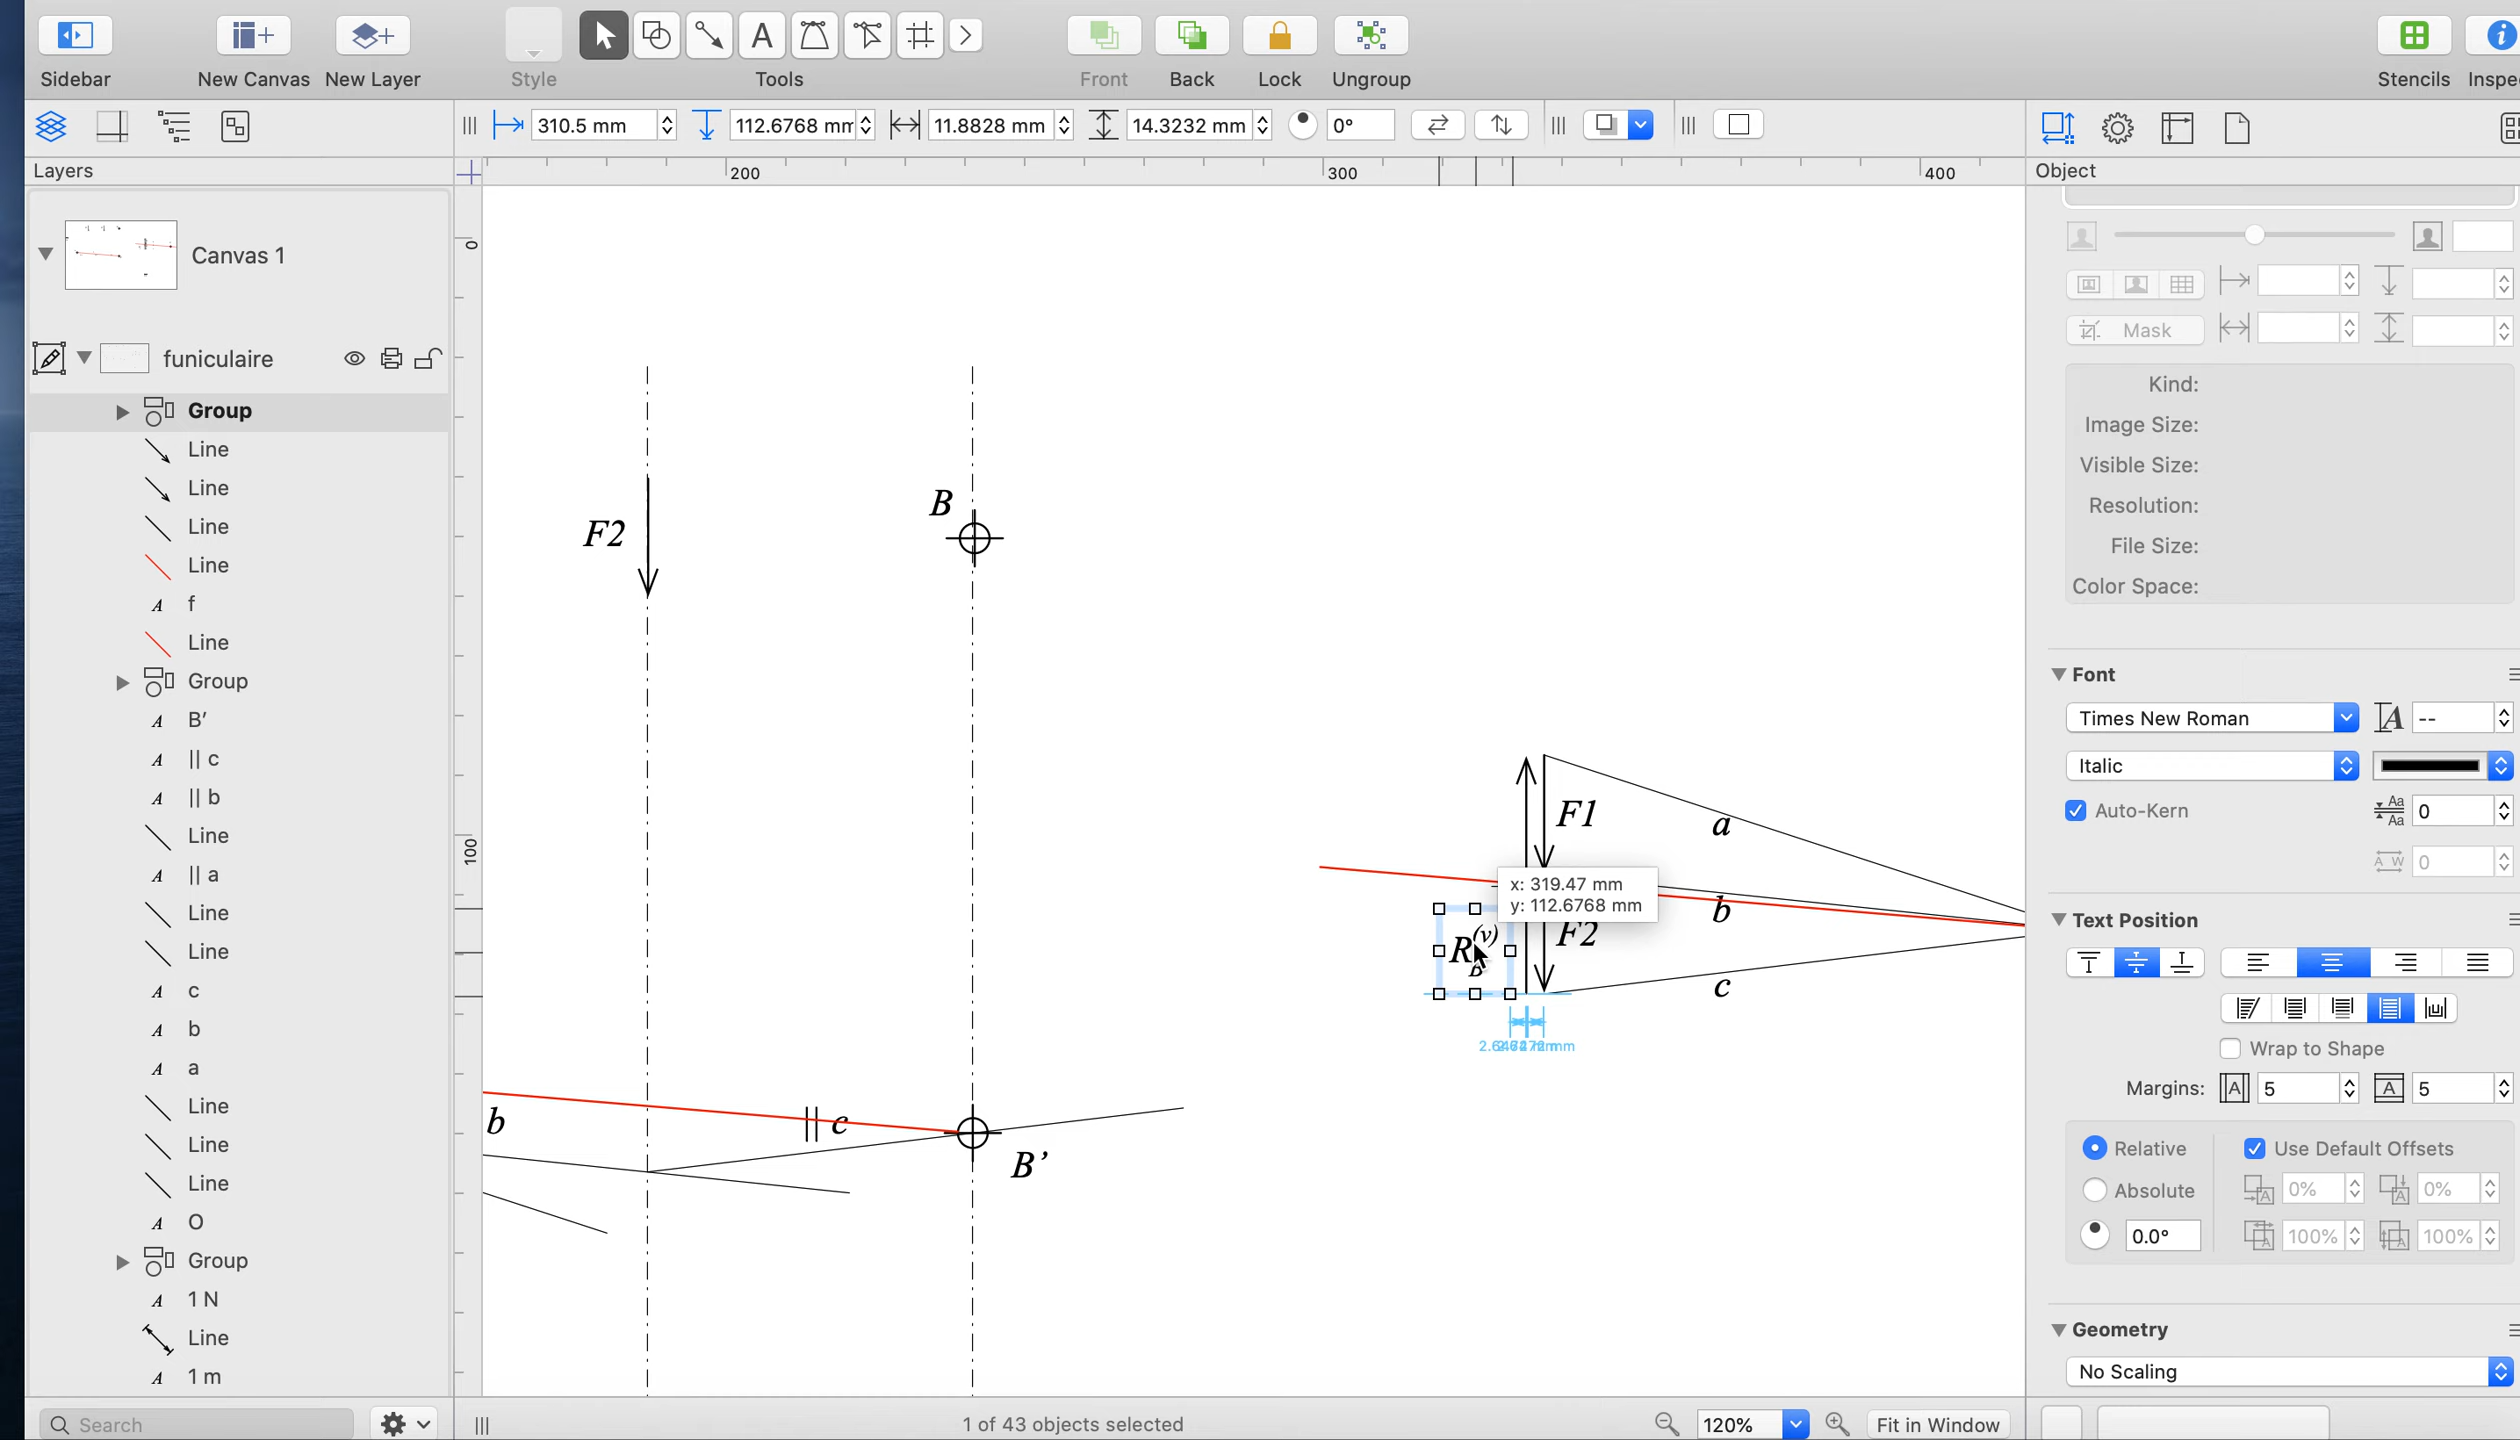 Sidebar New Canvas New Layer Style Tools Front Back Lock Ungroup Stencils
310.5 mm 112.6768 mm 11.8828 mm 14.3232 mm 0°
Layers 200 300 400 Object
Canvas 1
funiculaire
Group
Line
Line
Line
Line
f
Line
Group
B′
|| c
|| b
Line
|| a
Line
Line
c
b
a
Line
Line
Line
O
Group
1 N
Line
1 m
Search
0
100
F2
B
F1
a
x: 319.47 mm
y: 112.6768 mm
b
F2
R (v)
c
b
|| c
B’
1 of 43 objects selected
120% Fit in Window
Mask
Kind:
Image Size:
Visible Size:
Resolution:
File Size:
Color Space:
Font
Times New Roman --
Italic
Auto-Kern 0
0
Text Position
Wrap to Shape
Margins: 5 5
Relative Use Default Offsets
0% 0%
Absolute
0.0° 100% 100%
Geometry
No Scaling